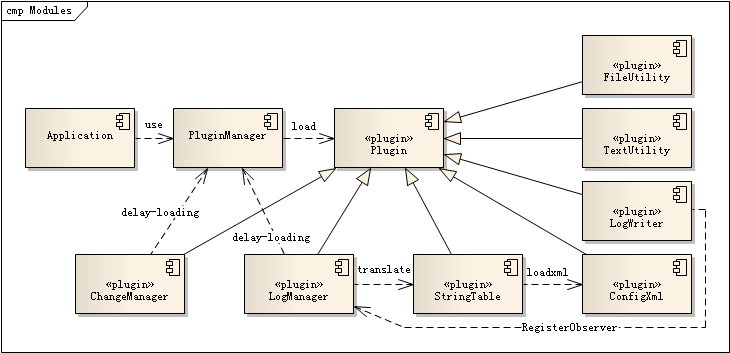 cmp Modules
«plugin»
FileUtility
Application
use
PluginManager
load
«plugin»
Plugin
«plugin»
TextUtility
«plugin»
LogWriter
delay-loading
delay-loading
«plugin»
ChangeManager
«plugin»
LogManager
translate
«plugin»
StringTable
loadxml
«plugin»
ConfigXml
RegisterObserver